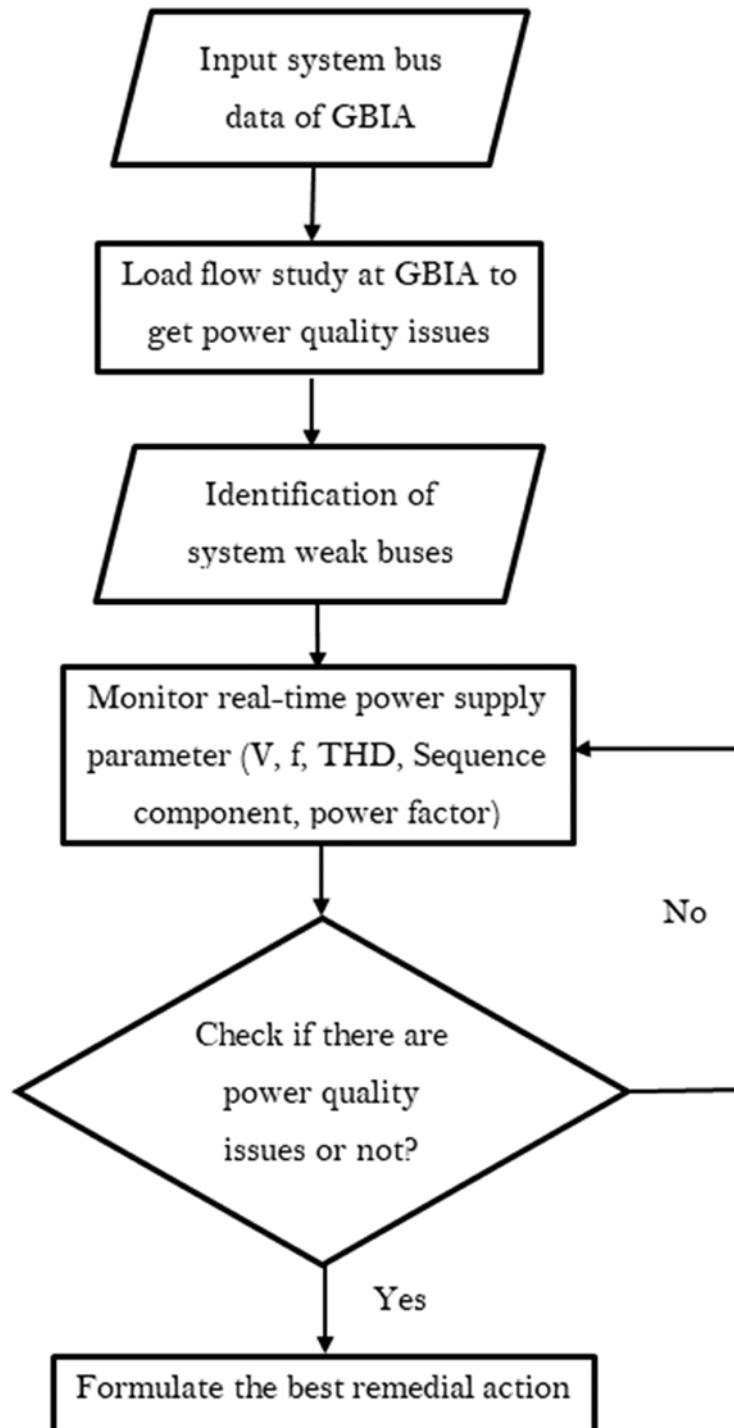 Input system bus
data of GBIA
Load flow study at GBIA to
get power quality issues
Identification of
system weak buses
Monitor real-time power supply
parameter (V, f, THD, Sequence
component, power factor)
No
Check if there are
power quality
issues or not?
Yes
Formulate the best remedial action